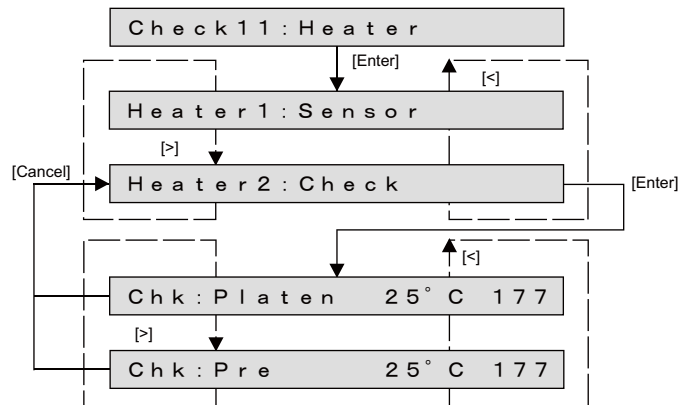 Check11:Heater
[Enter]
[<]
Heater1:Sensor
[>]
[Cancel]
Heater2:Check
[Enter]
[<]
Chk:Platen 25°C 177
[>]
Chk:Pre 25°C 177